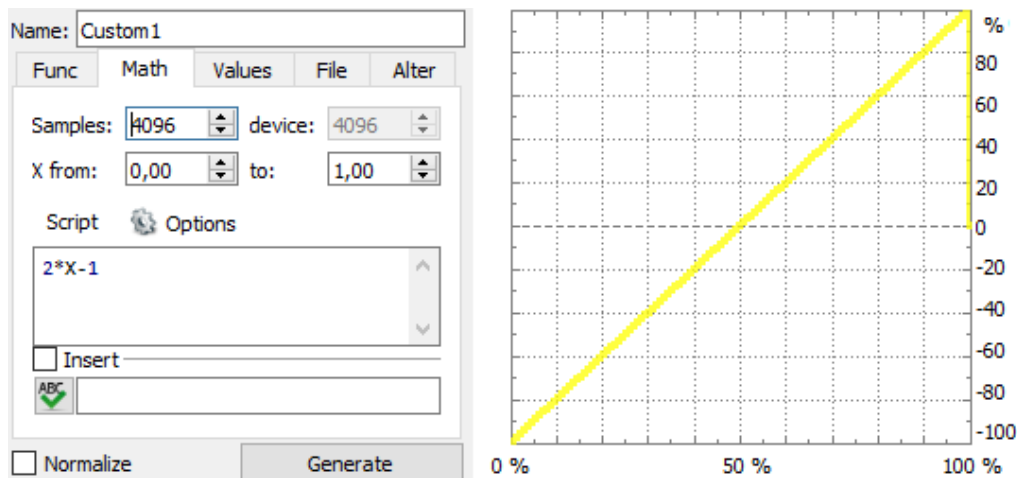 Name: Custom1
Func Math Values File Alter
Samples: 4096 device: 4096
X from: 0,00 to: 1,00
Script Options
2*X-1
Insert
ABC
Normalize Generate
%
80
60
40
20
0
-20
-40
-60
-80
-100
0 % 50 % 100 %